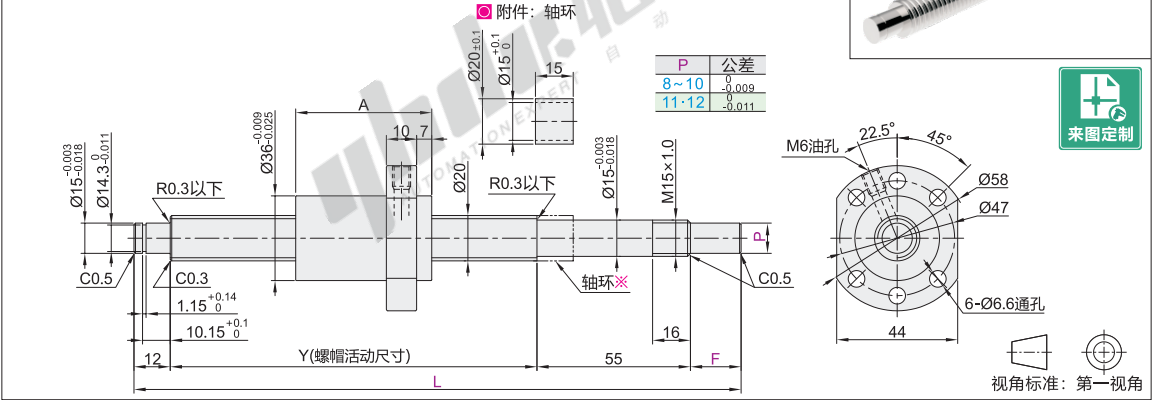 附件：轴环
自动
AUTOMATION EXPERT
Ø20±0.1
Ø15+0.1 0
15
P 公差
8~10 0 -0.009
11·12 0 -0.011
来图定制
A
10 7
Ø36-0.009 -0.025
Ø15-0.003 -0.018
Ø14.3 0 -0.011
R0.3以下
Ø20
R0.3以下
Ø15-0.003 -0.018
M15×1.0
P
C0.5
C0.3
轴环※
C0.5
1.15+0.14 0
10.15+0.1 0
16
12
Y(螺帽活动尺寸)
55
F
L
22.5°
45°
M6油孔
Ø58
Ø47
6-Ø6.6通孔
44
视角标准：第一视角